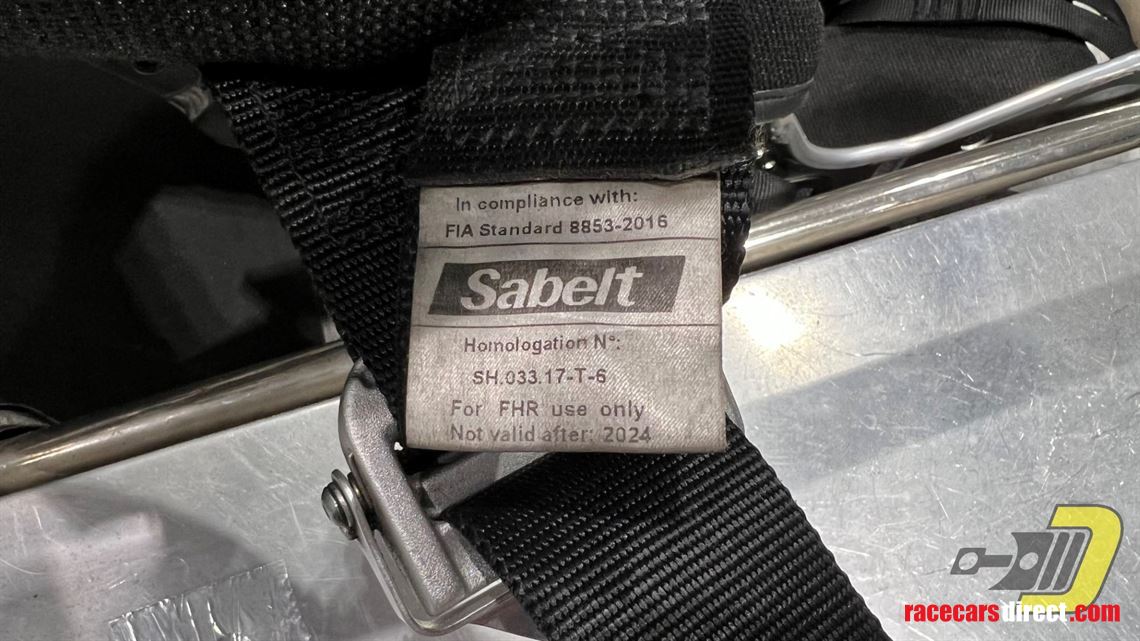 In compliance with:
FIA Standard 8853-2016
Sabelt
Homologation N°:
SH.033.17-T-6
For FHR use only
Not valid after: 2024
racecarsdirect.com